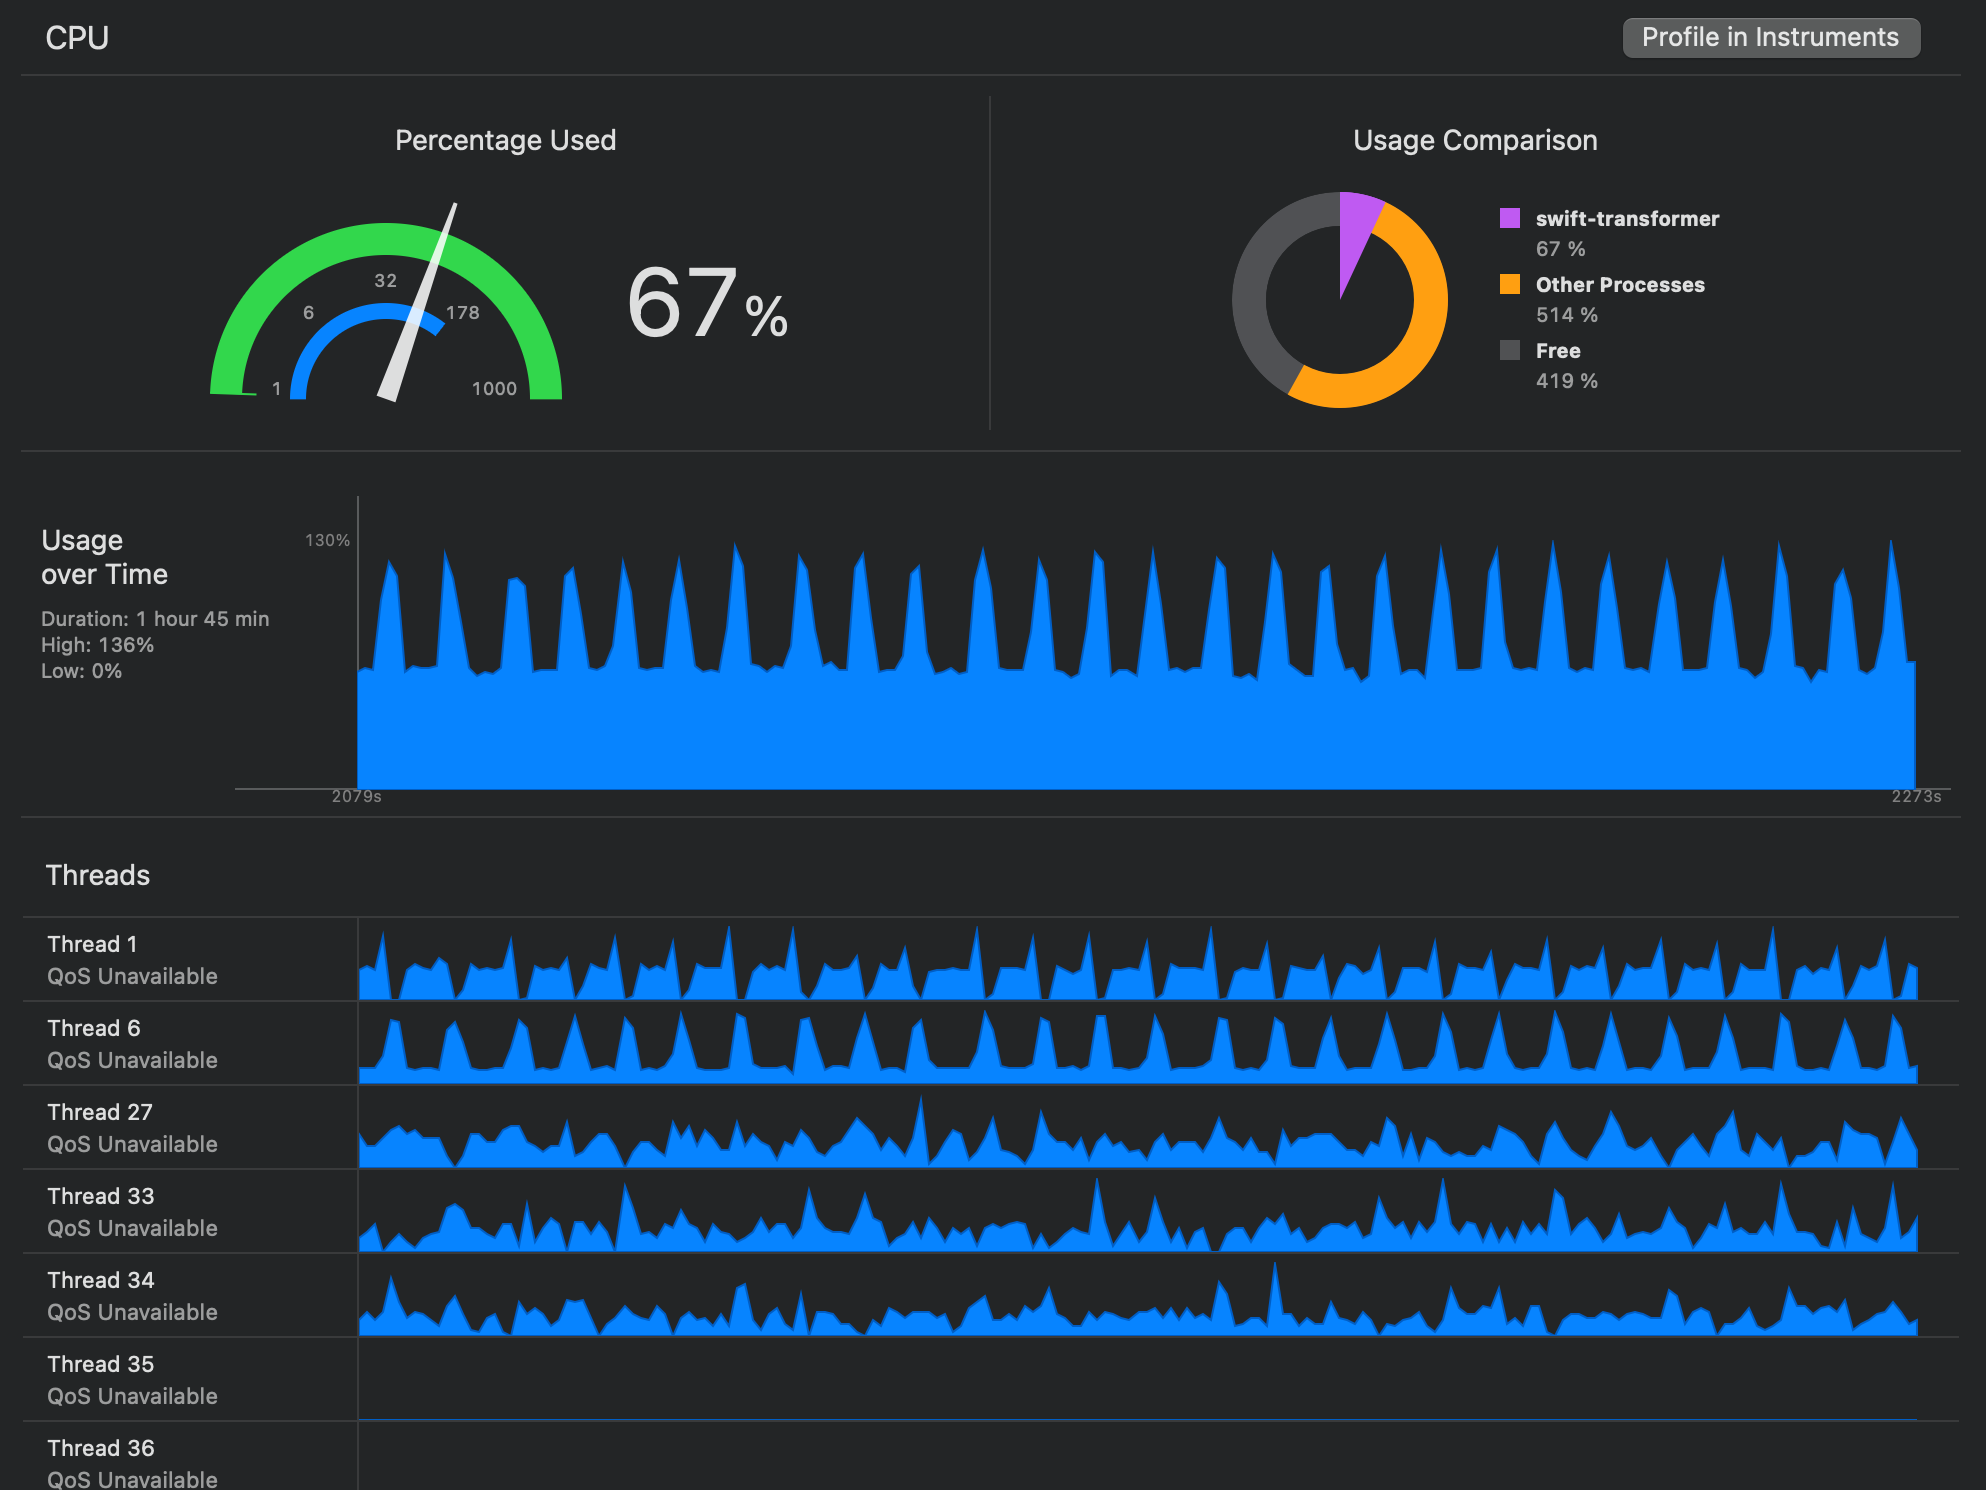 CPU
Profile in Instruments
Percentage Used
1
6
32
178
1000
67%
Usage Comparison
swift-transformer
67 %
Other Processes
514 %
Free
419 %
Usage
over Time
Duration: 1 hour 45 min
High: 136%
Low: 0%
130%
2079s
2273s
Threads
Thread 1
QoS Unavailable
Thread 6
QoS Unavailable
Thread 27
QoS Unavailable
Thread 33
QoS Unavailable
Thread 34
QoS Unavailable
Thread 35
QoS Unavailable
Thread 36
QoS Unavailable